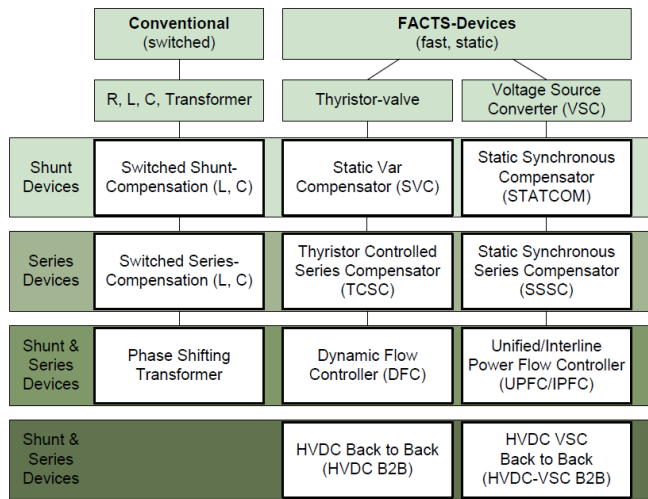 Conventional
(switched)
FACTS-Devices
(fast, static)
R, L, C, Transformer
Thyristor-valve
Voltage Source
Converter (VSC)
Shunt
Devices
Switched Shunt-
Compensation (L, C)
Static Var
Compensator (SVC)
Static Synchronous
Compensator
(STATCOM)
Series
Devices
Switched Series-
Compensation (L, C)
Thyristor Controlled
Series Compensator
(TCSC)
Static Synchronous
Series Compensator
(SSSC)
Shunt &
Series
Devices
Phase Shifting
Transformer
Dynamic Flow
Controller (DFC)
Unified/Interline
Power Flow Controller
(UPFC/IPFC)
Shunt &
Series
Devices
HVDC Back to Back
(HVDC B2B)
HVDC VSC
Back to Back
(HVDC-VSC B2B)